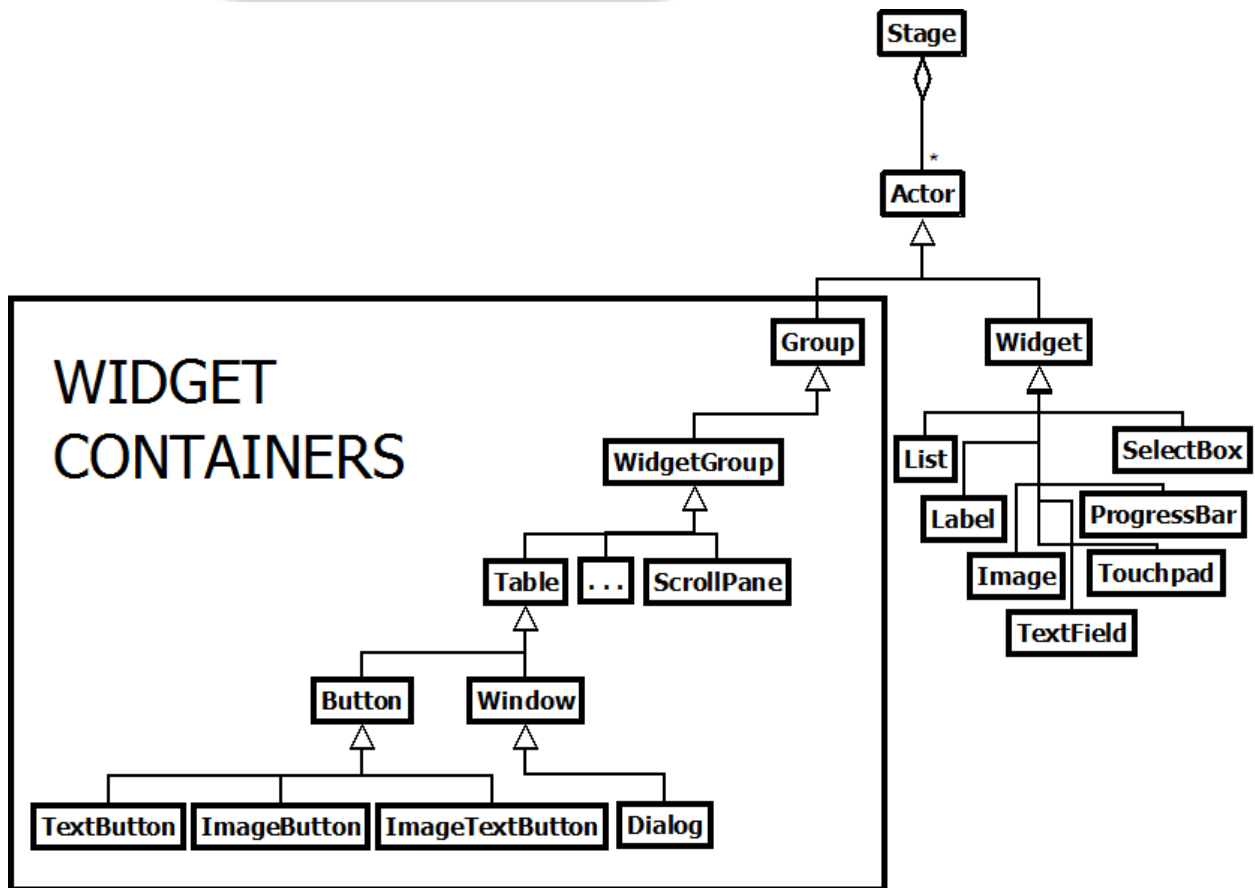 Stage
*
Actor
Group
Widget
WIDGET
CONTAINERS
WidgetGroup
List
SelectBox
Label
ProgressBar
Table
...
ScrollPane
Image
Touchpad
TextField
Button
Window
TextButton
ImageButton
ImageTextButton
Dialog